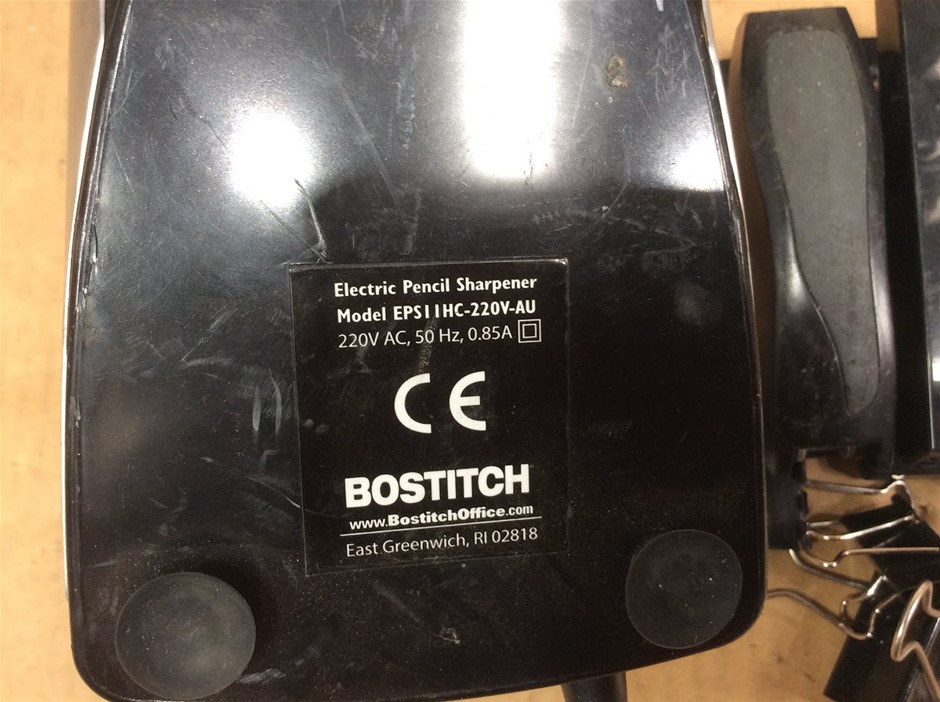 Electric Pencil Sharpener
Model EPS11HC-220V-AU
220V AC, 50 Hz, 0.85A
CE
BOSTITCH
www.BostitchOffice.com
East Greenwich, RI 02818